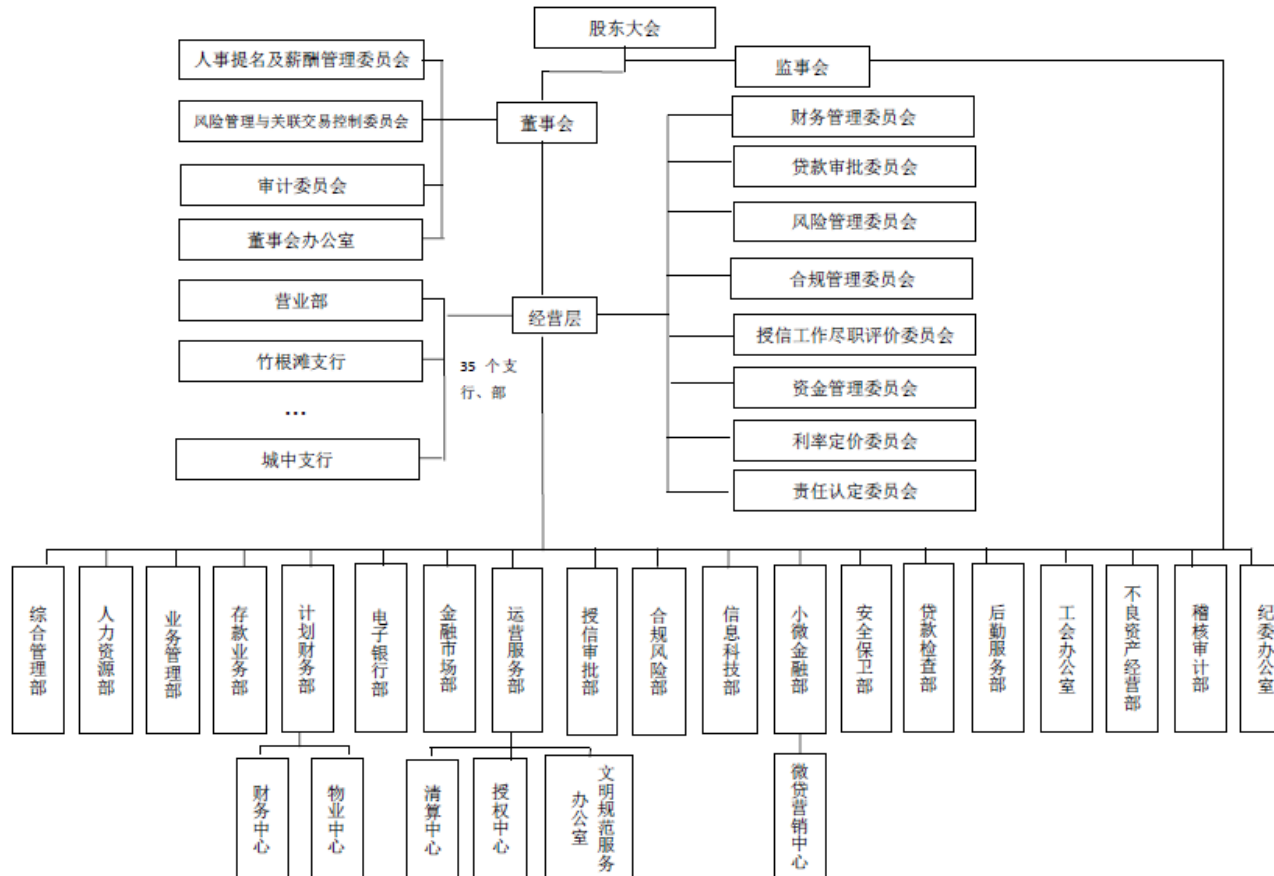 股东大会
人事提名及薪酬管理委员会
监事会
风险管理与关联交易控制委员会
董事会
财务管理委员会
贷款审批委员会
审计委员会
风险管理委员会
董事会办公室
合规管理委员会
营业部
经营层
授信工作尽职评价委员会
竹根滩支行
35 个支
行、部
资金管理委员会
...
利率定价委员会
城中支行
责任认定委员会
综合管理部
人力资源部
业务管理部
存款业务部
计划财务部
电子银行部
金融市场部
运营服务部
授信审批部
合规风险部
信息科技部
小微金融部
安全保卫部
贷款检查部
后勤服务部
工会办公室
不良资产经营部
稽核审计部
纪委办公室
财务中心
物业中心
清算中心
授权中心
文明规范服务
办公室
微贷营销中心